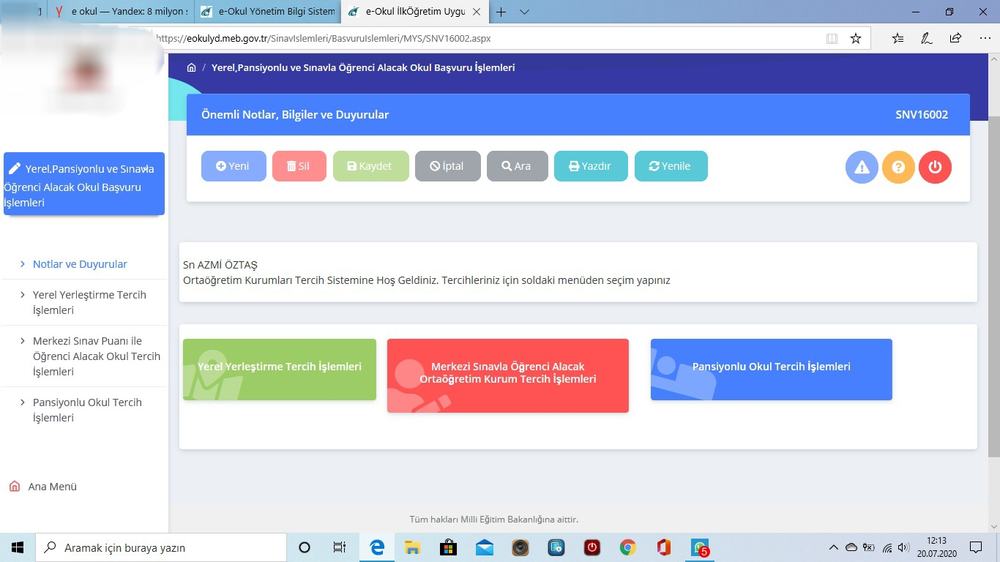 e okul — Yandex: 8 milyon s
e-Okul Yönetim Bilgi Sistem
e-Okul İlkÖğretim Uygu
https://eokulyd.meb.gov.tr/SinavIslemleri/BasvuruIslemleri/MYS/SNV16002.aspx
/ Yerel,Pansiyonlu ve Sınavla Öğrenci Alacak Okul Başvuru İşlemleri
Önemli Notlar, Bilgiler ve Duyurular
SNV16002
Yeni
Sil
Kaydet
İptal
Ara
Yazdır
Yenile
Yerel,Pansiyonlu ve Sınavla
Öğrenci Alacak Okul Başvuru
İşlemleri
Notlar ve Duyurular
Yerel Yerleştirme Tercih
İşlemleri
Merkezi Sınav Puanı ile
Öğrenci Alacak Okul Tercih
İşlemleri
Pansiyonlu Okul Tercih
İşlemleri
Ana Menü
Sn AZMİ ÖZTAŞ
Ortaöğretim Kurumları Tercih Sistemine Hoş Geldiniz. Tercihleriniz için soldaki menüden seçim yapınız
Yerel Yerleştirme Tercih İşlemleri
Merkezi Sınavla Öğrenci Alacak
Ortaöğretim Kurum Tercih İşlemleri
Pansiyonlu Okul Tercih İşlemleri
Tüm hakları Milli Eğitim Bakanlığına aittir.
Aramak için buraya yazın
5
12:13
20.07.2020